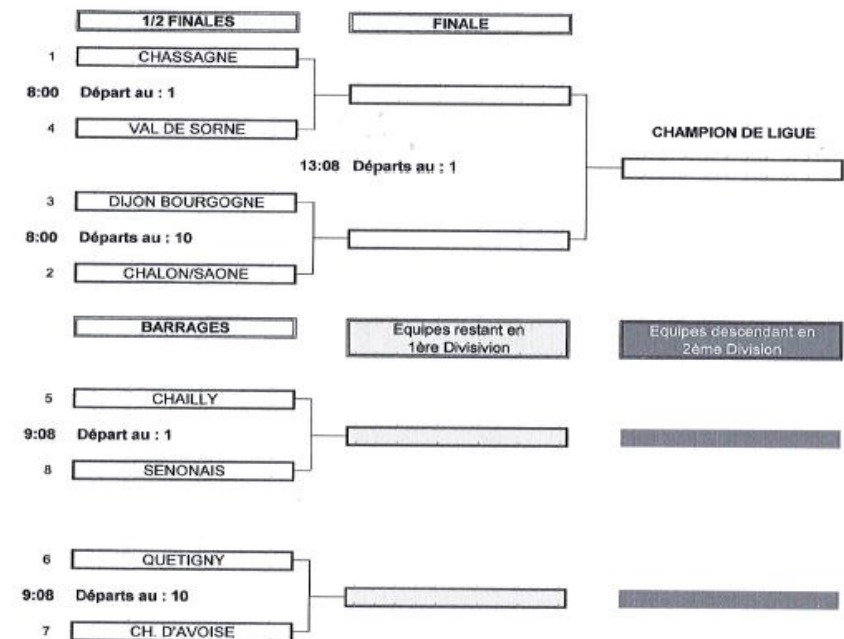 1/2 FINALES
FINALE
1 CHASSAGNE
8:00 Départ au : 1
4 VAL DE SORNE
CHAMPION DE LIGUE
13:08 Départs au : 1
3 DIJON BOURGOGNE
8:00 Départs au : 10
2 CHALON/SAONE
BARRAGES
Equipes restant en
1ère Divisivion
Equipes descendant en
2ème Division
5 CHAILLY
9:08 Départ au : 1
8 SENONAIS
6 QUETIGNY
9:08 Départs au : 10
7 CH. D'AVOISE